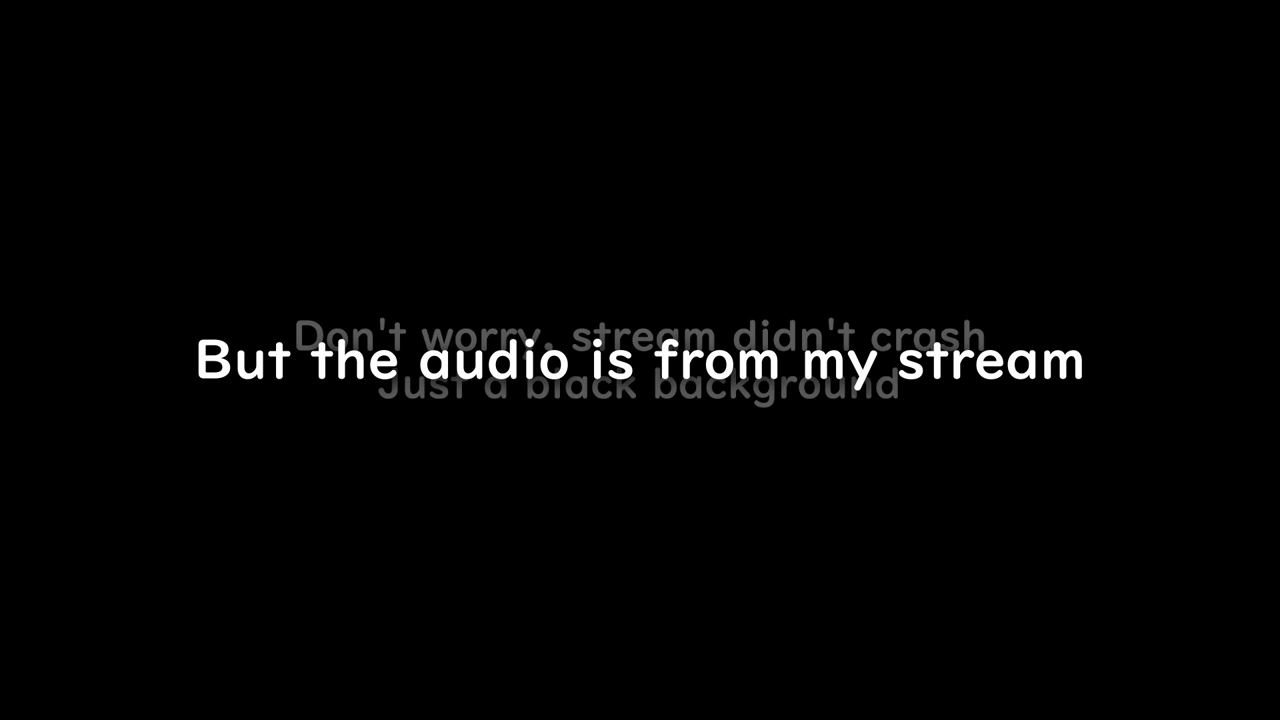 Don't worry, stream didn't crash
But the audio is from my stream
Just a black background